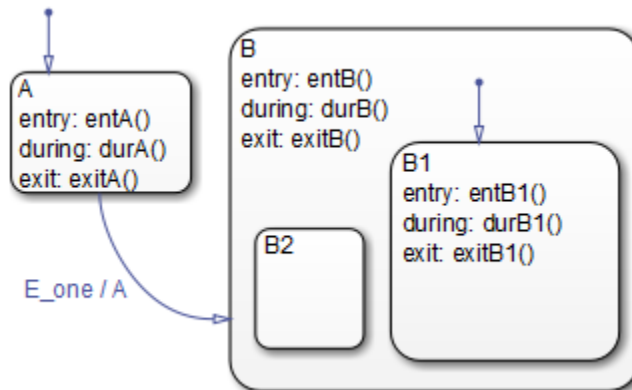 A
entry: entA()
during: durA()
exit: exitA()
E_one / A
B
entry: entB()
during: durB()
exit: exitB()
B2
B1
entry: entB1()
during: durB1()
exit: exitB1()